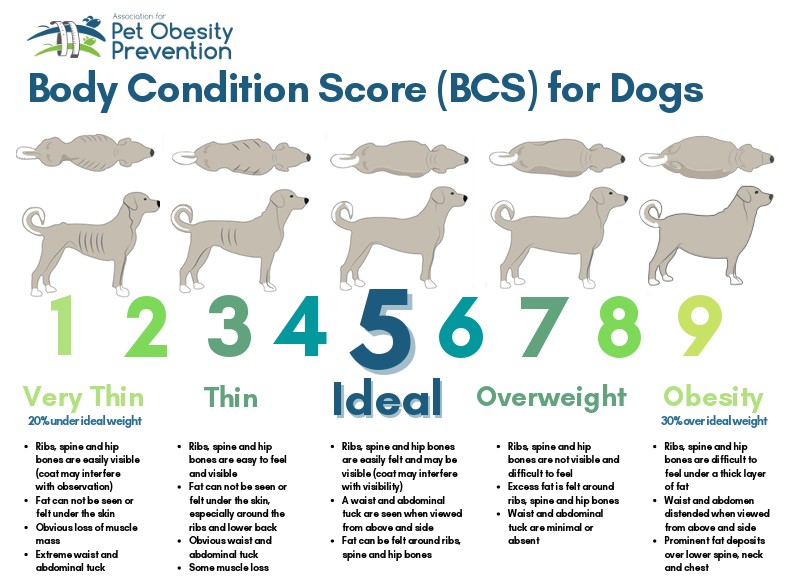 Association for
Pet Obesity
Prevention
Body Condition Score (BCS) for Dogs
1 2 3 4 5 6 7 8 9
Very Thin
20% under ideal weight
• Ribs, spine and hip
bones are easily visible
(coat may interfere
with observation)
• Fat can not be seen or
felt under the skin
• Obvious loss of muscle
mass
• Extreme waist and
abdominal tuck
Thin
• Ribs, spine and hip
bones are easy to feel
and visible
• Fat can not be seen or
felt under the skin,
especially around the
ribs and lower back
• Obvious waist and
abdominal tuck
• Some muscle loss
Ideal
• Ribs, spine and hip bones
are easily felt and may be
visible (coat may interfere
with visibility)
• A waist and abdominal
tuck are seen when viewed
from above and side
• Fat can be felt around ribs,
spine and hip bones
Overweight
• Ribs, spine and hip
bones are not visible and
difficult to feel
• Excess fat is felt around
ribs, spine and hip bones
• Waist and abdominal
tuck are minimal or
absent
Obesity
30% over ideal weight
• Ribs, spine and hip
bones are difficult to
feel under a thick layer
of fat
• Waist and abdomen
distended when viewed
from above and side
• Prominent fat deposits
over lower spine, neck
and chest